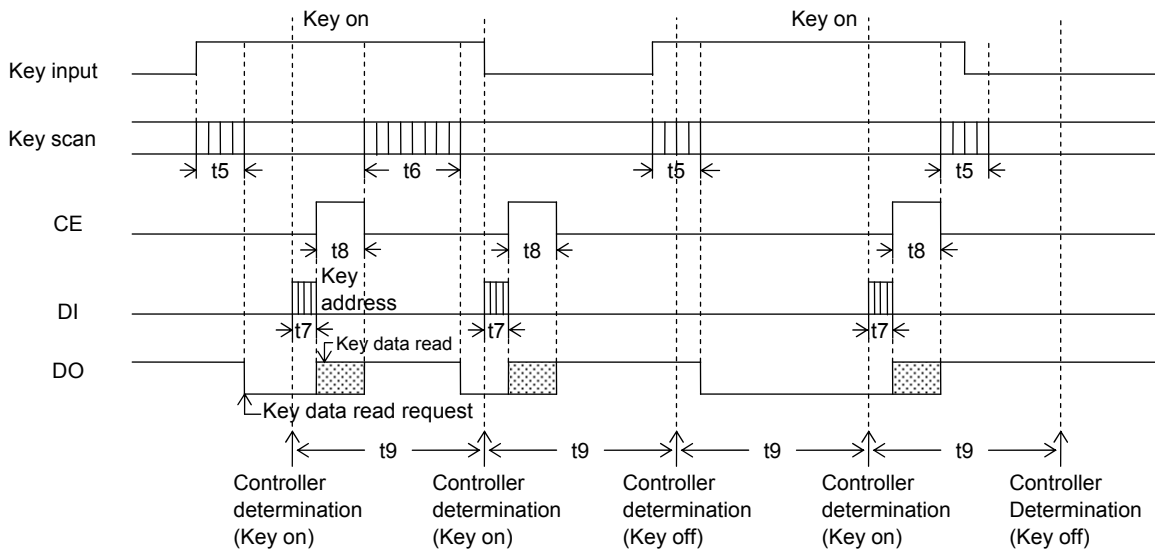 Key on
Key on
Key input
Key scan
t5
t6
t5
t5
CE
t8
t8
t8
Key
address
DI
t7
t7
t7
Key data read
DO
Key data read request
t9
t9
t9
t9
Controller
determination
(Key on)
Controller
determination
(Key on)
Controller
determination
(Key off)
Controller
determination
(Key on)
Controller
Determination
(Key off)